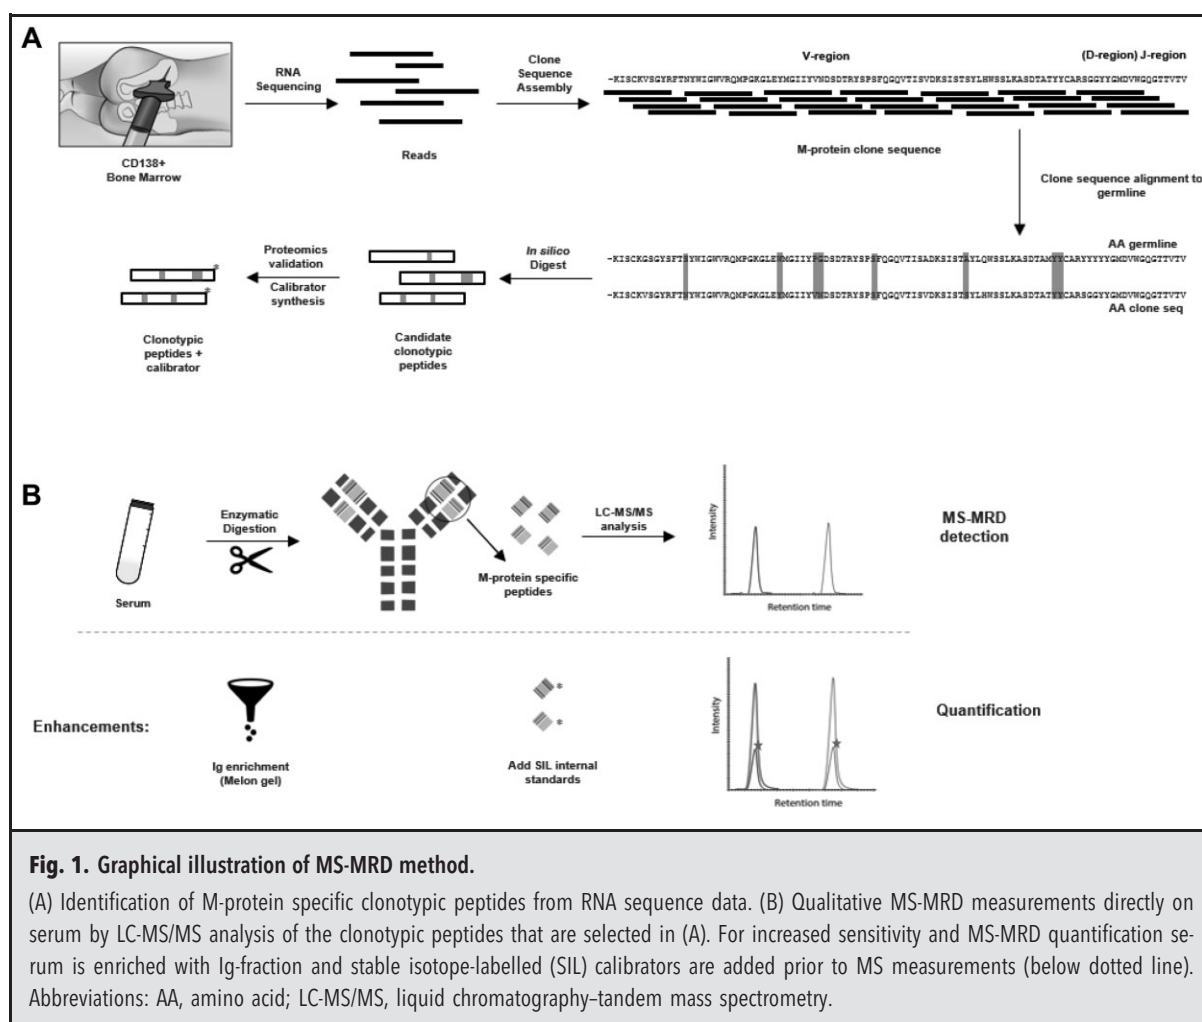 A
RNA
Sequencing
Clone
Sequence
Assembly
V-region
(D-region) J-region
-KISCKVSGYRFTNYWIGWVRQMPGKGLEYMGIIYVNDSDTRYSPSFQGQVTISVDKSISTSYLHWSSLKASDTATYYCARSGGYYGMDVWGQGTTVTV
Reads
M-protein clone sequence
CD138+
Bone Marrow
Clone sequence alignment to
germline
Proteomics
validation
Calibrator
synthesis
In silico
Digest
AA germline
-KISCKGSGYSFTSYWIGWVRQMPGKGLEWMGIIYPGDSDTRYSPSFQGQVTISADKSISTAYLQWSSLKASDTAMYYCARYYYYYGMDVWGQGTTVTV
-KISCKVSGYRFTNYWIGWVRQMPGKGLEYMGIIYVNDSDTRYSPSFQGQVTISVDKSISTSYLHWSSLKASDTATYYCARSGGYYGMDVWGQGTTVTV
AA clone seq
Clonotypic
peptides +
calibrator
Candidate
clonotypic
peptides
B
Enzymatic
Digestion
LC-MS/MS
analysis
Intensity
Retention time
MS-MRD
detection
Serum
M-protein specific
peptides
Enhancements:
Ig enrichment
(Melon gel)
* *
Add SIL internal
standards
Intensity
Retention time
Quantification
Fig. 1. Graphical illustration of MS-MRD method.
(A) Identification of M-protein specific clonotypic peptides from RNA sequence data. (B) Qualitative MS-MRD measurements directly on
serum by LC-MS/MS analysis of the clonotypic peptides that are selected in (A). For increased sensitivity and MS-MRD quantification se-
rum is enriched with Ig-fraction and stable isotope-labelled (SIL) calibrators are added prior to MS measurements (below dotted line).
Abbreviations: AA, amino acid; LC-MS/MS, liquid chromatography–tandem mass spectrometry.